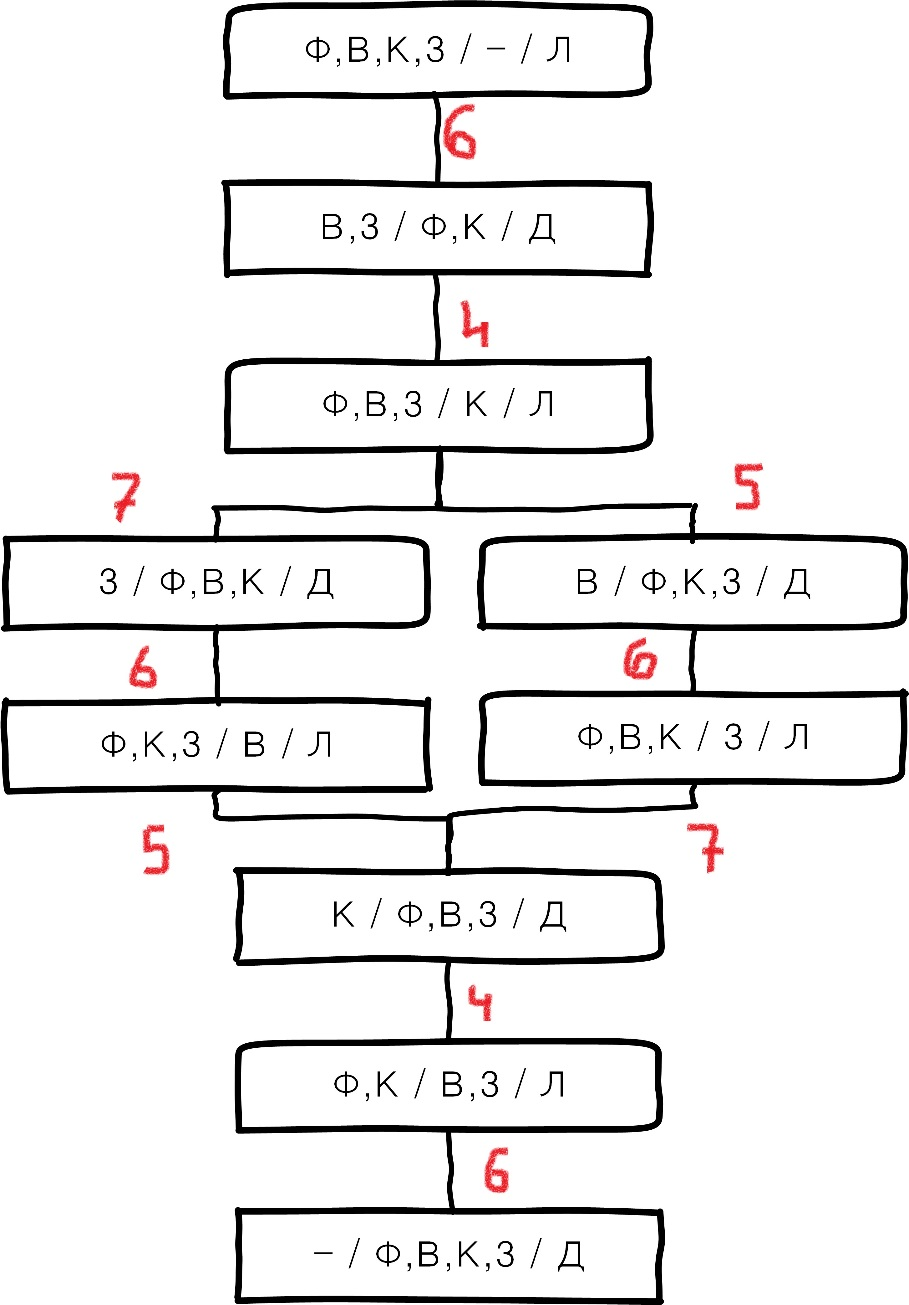 Ф,В,К,З / – / Л
6
В,З / Ф,К / Д
4
Ф,В,З / К / Л
7 5
З / Ф,В,К / Д
В / Ф,К,З / Д
6 6
Ф,К,З / В / Л
Ф,В,К / З / Л
5 7
К / Ф,В,З / Д
4
Ф,К / В,З / Л
6
– / Ф,В,К,З / Д